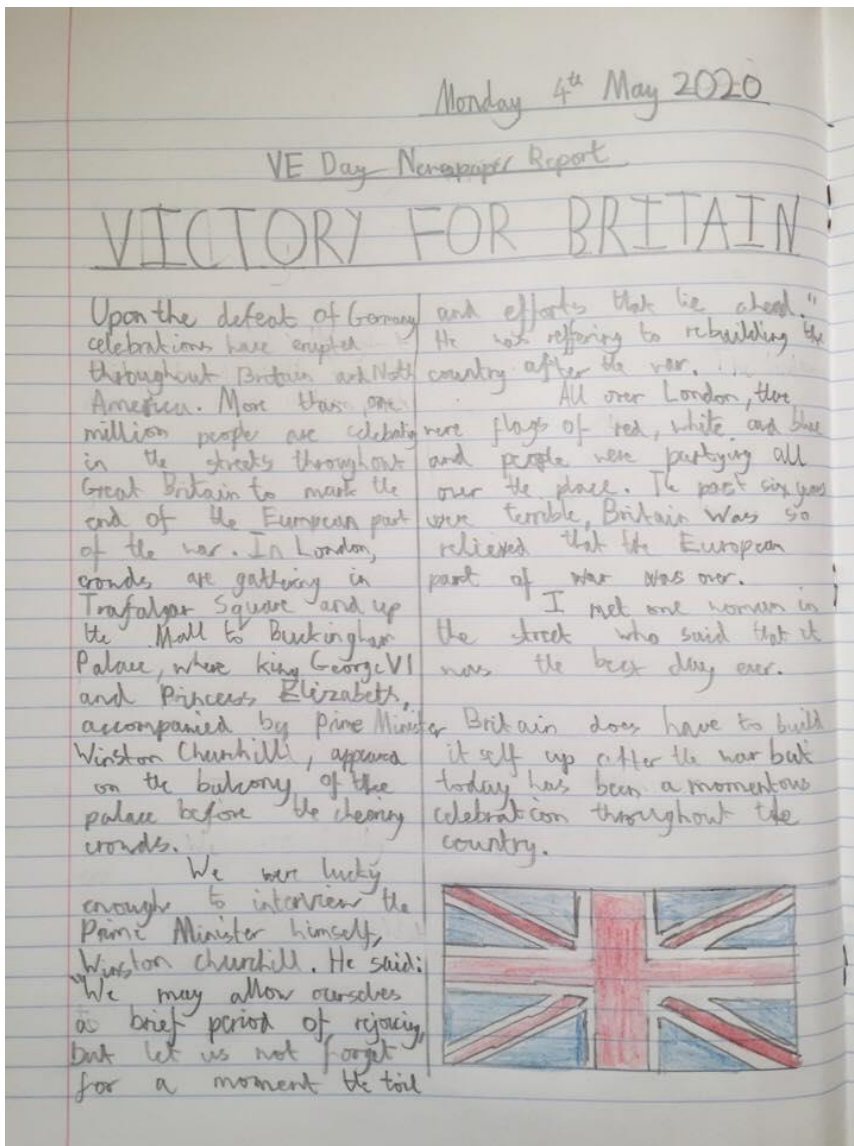 Monday 4th May 2020
VE Day Newspaper Report
VICTORY FOR BRITAIN
Upon the defeat of Germany
celebrations have erupted
throughout Britain and North
America. More than one
million people are celebrating
in the streets throughout
Great Britain to mark the
end of the European part
of the war. In London,
crowds are gathering in
Trafalgar Square and up
the Mall to Buckingham
Palace, where king George VI
and Princess Elizabeth,
accompanied by Prime Minister
Winston Churchill, appeared
on the balcony of the
palace before the cheering
crowds.
We were lucky
enough to interview the
Prime Minister himself,
Winston Churchill. He said:
"We may allow ourselves
a brief period of rejoicing,
but let us not forget
for a moment the toil
and efforts that lie ahead."
He was reffering to rebuilding the
country after the war.
All over London, there
were flags of red, white and blue
and people were partying all
over the place. The past six years
were terrible, Britain was so
relieved that the European
part of war was over.
I met one woman in
the street who said that it
was the best day ever.
Britain does have to build
it self up after the war but
today has been a momentous
celebration throughout the
country.